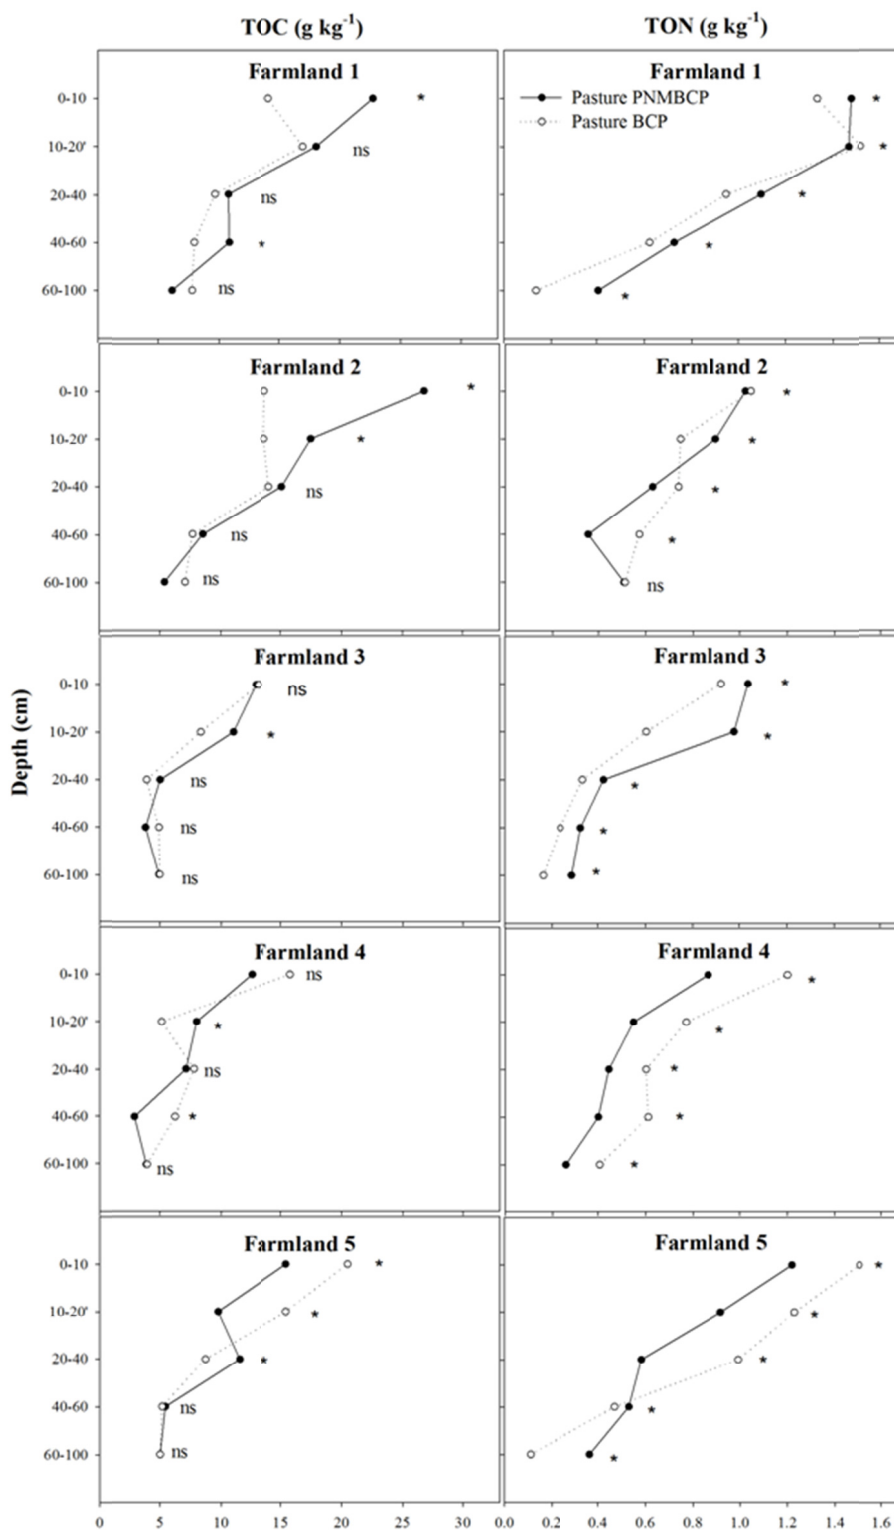 TOC (g kg-1) TON (g kg-1)
Farmland 1 Farmland 1
Pasture PNMBCP
Pasture BCP
0-10 * *
10-20' ns *
20-40 ns *
40-60 * *
60-100 ns *
Farmland 2 Farmland 2
0-10 * *
10-20' * *
20-40 ns *
40-60 ns *
60-100 ns ns
Farmland 3 Farmland 3
0-10 ns *
10-20' * *
20-40 ns *
40-60 ns *
60-100 ns *
Depth (cm)
Farmland 4 Farmland 4
0-10 ns *
10-20' * *
20-40 ns *
40-60 * *
60-100 ns *
Farmland 5 Farmland 5
0-10 * *
10-20' * *
20-40 * *
40-60 ns *
60-100 ns *
0 5 10 15 20 25 30 0.0 0.2 0.4 0.6 0.8 1.0 1.2 1.4 1.6